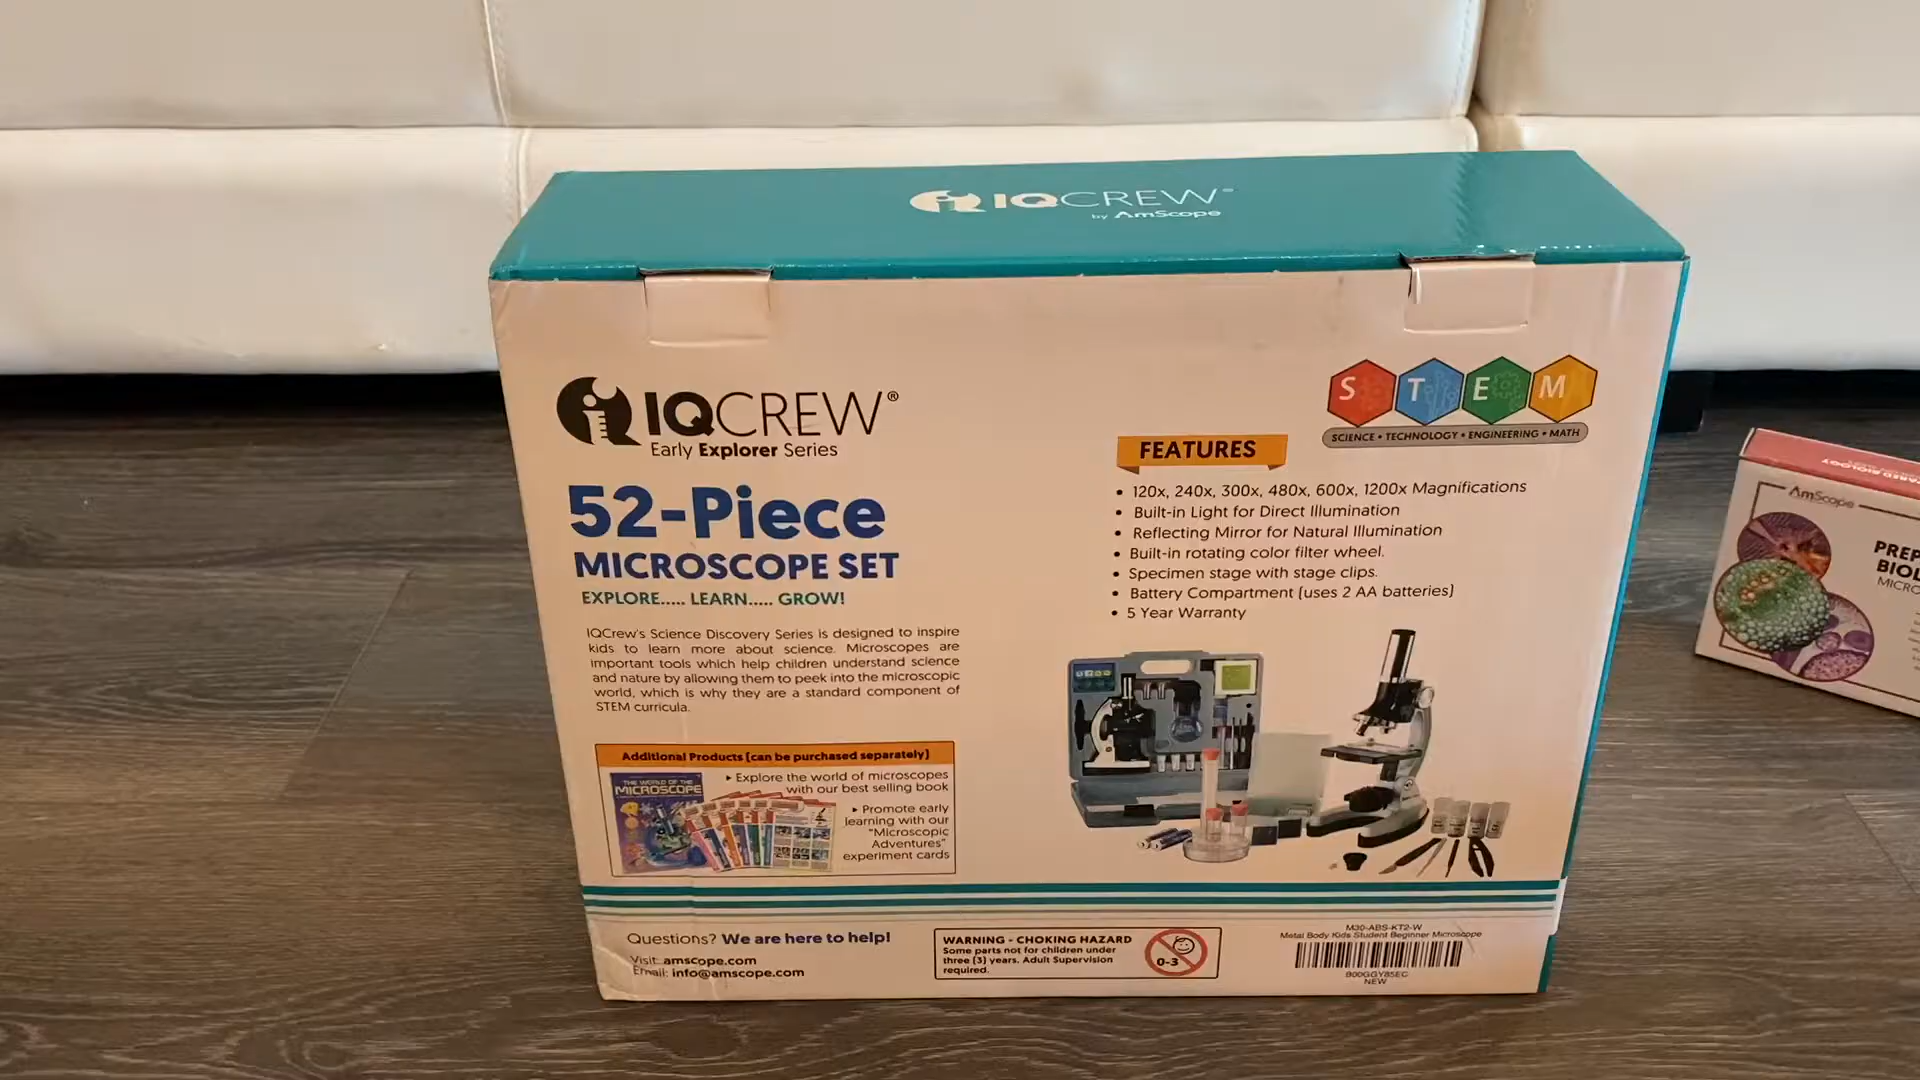 IQCREW®
by AmScope
IQCREW®
Early Explorer Series
52-Piece
MICROSCOPE SET
EXPLORE..... LEARN..... GROW!
IQCrew's Science Discovery Series is designed to inspire
kids to learn more about science. Microscopes are
important tools which help children understand science
and nature by allowing them to peek into the microscopic
world, which is why they are a standard component of
STEM curricula.
Additional Products (can be purchased separately)
THE WORLD OF THE
MICROSCOPE
▸ Explore the world of microscopes
with our best selling book
▸ Promote early
learning with our
"Microscopic
Adventures"
experiment cards
STEM
SCIENCE • TECHNOLOGY • ENGINEERING • MATH
FEATURES
• 120x, 240x, 300x, 480x, 600x, 1200x Magnifications
• Built-in Light for Direct Illumination
• Reflecting Mirror for Natural Illumination
• Built-in rotating color filter wheel.
• Specimen stage with stage clips.
• Battery Compartment (uses 2 AA batteries)
• 5 Year Warranty
Questions? We are here to help!
Visit: amscope.com
Email: info@amscope.com
WARNING - CHOKING HAZARD
Some parts not for children under
three (3) years. Adult Supervision
required.
0-3
M30-ABS-KT2-W
Metal Body Kids Student Beginner Microscope
B00GGY85EC
NEW
AmScope
PREP
BIOL
MICRO